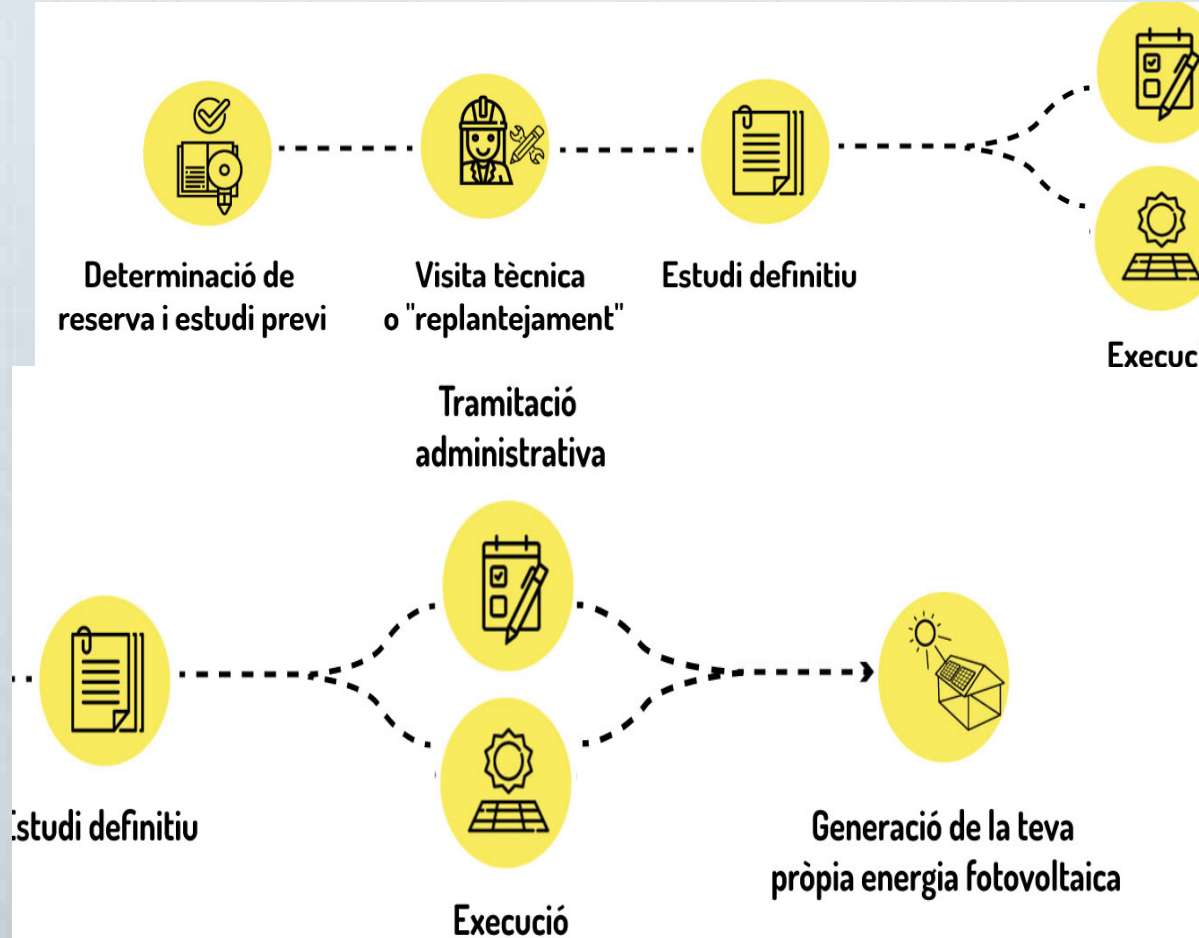 Determinació de
reserva i estudi previ
Visita tècnica
o "replantejament"
Estudi definitiu
Execuc
Tramitació
administrativa
studi definitiu
Execució
Generació de la teva
pròpia energia fotovoltaica